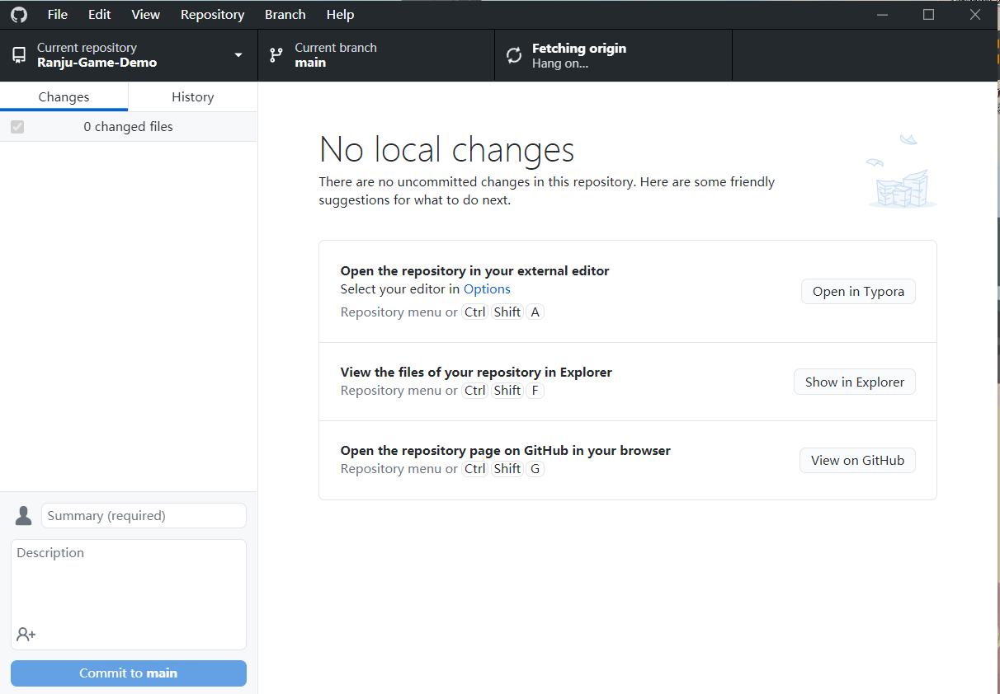 File Edit View Repository Branch Help
Current repository
Ranju-Game-Demo
Current branch
main
Fetching origin
Hang on...
Changes
History
0 changed files
No local changes
There are no uncommitted changes in this repository. Here are some friendly
suggestions for what to do next.
Open the repository in your external editor
Select your editor in Options
Repository menu or Ctrl Shift A
Open in Typora
View the files of your repository in Explorer
Repository menu or Ctrl Shift F
Show in Explorer
Open the repository page on GitHub in your browser
Repository menu or Ctrl Shift G
View on GitHub
Summary (required)
Description
Commit to main